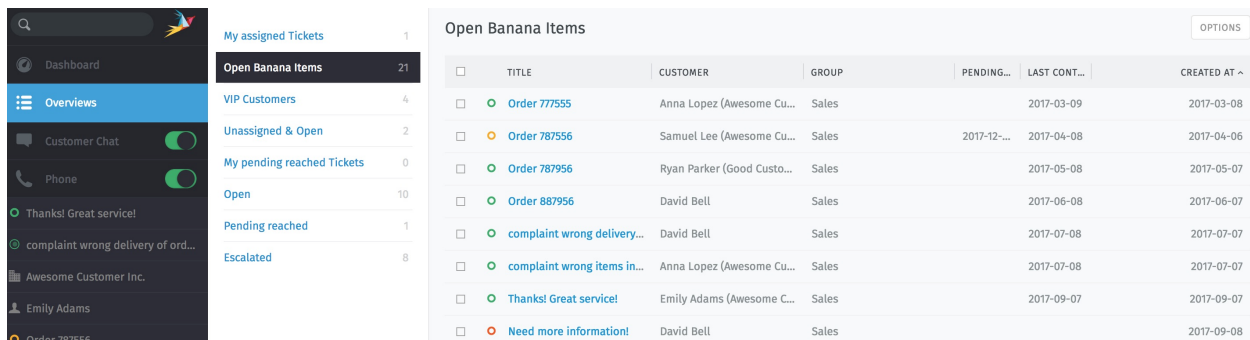 Dashboard
Overviews
Customer Chat
Phone
Thanks! Great service!
complaint wrong delivery of ord...
Awesome Customer Inc.
Emily Adams
Order 787556
My assigned Tickets 1
Open Banana Items 21
VIP Customers 4
Unassigned & Open 2
My pending reached Tickets 0
Open 10
Pending reached 1
Escalated 8
Open Banana Items
OPTIONS
TITLE CUSTOMER GROUP PENDING... LAST CONT... CREATED AT
Order 777555 Anna Lopez (Awesome Cu... Sales 2017-03-09 2017-03-08
Order 787556 Samuel Lee (Awesome Cu... Sales 2017-12-... 2017-04-08 2017-04-06
Order 787956 Ryan Parker (Good Custo... Sales 2017-05-08 2017-05-07
Order 887956 David Bell Sales 2017-06-08 2017-06-07
complaint wrong delivery... David Bell Sales 2017-07-08 2017-07-07
complaint wrong items in... Anna Lopez (Awesome Cu... Sales 2017-07-08 2017-07-07
Thanks! Great service! Emily Adams (Awesome C... Sales 2017-09-07 2017-09-07
Need more information! David Bell Sales 2017-09-08